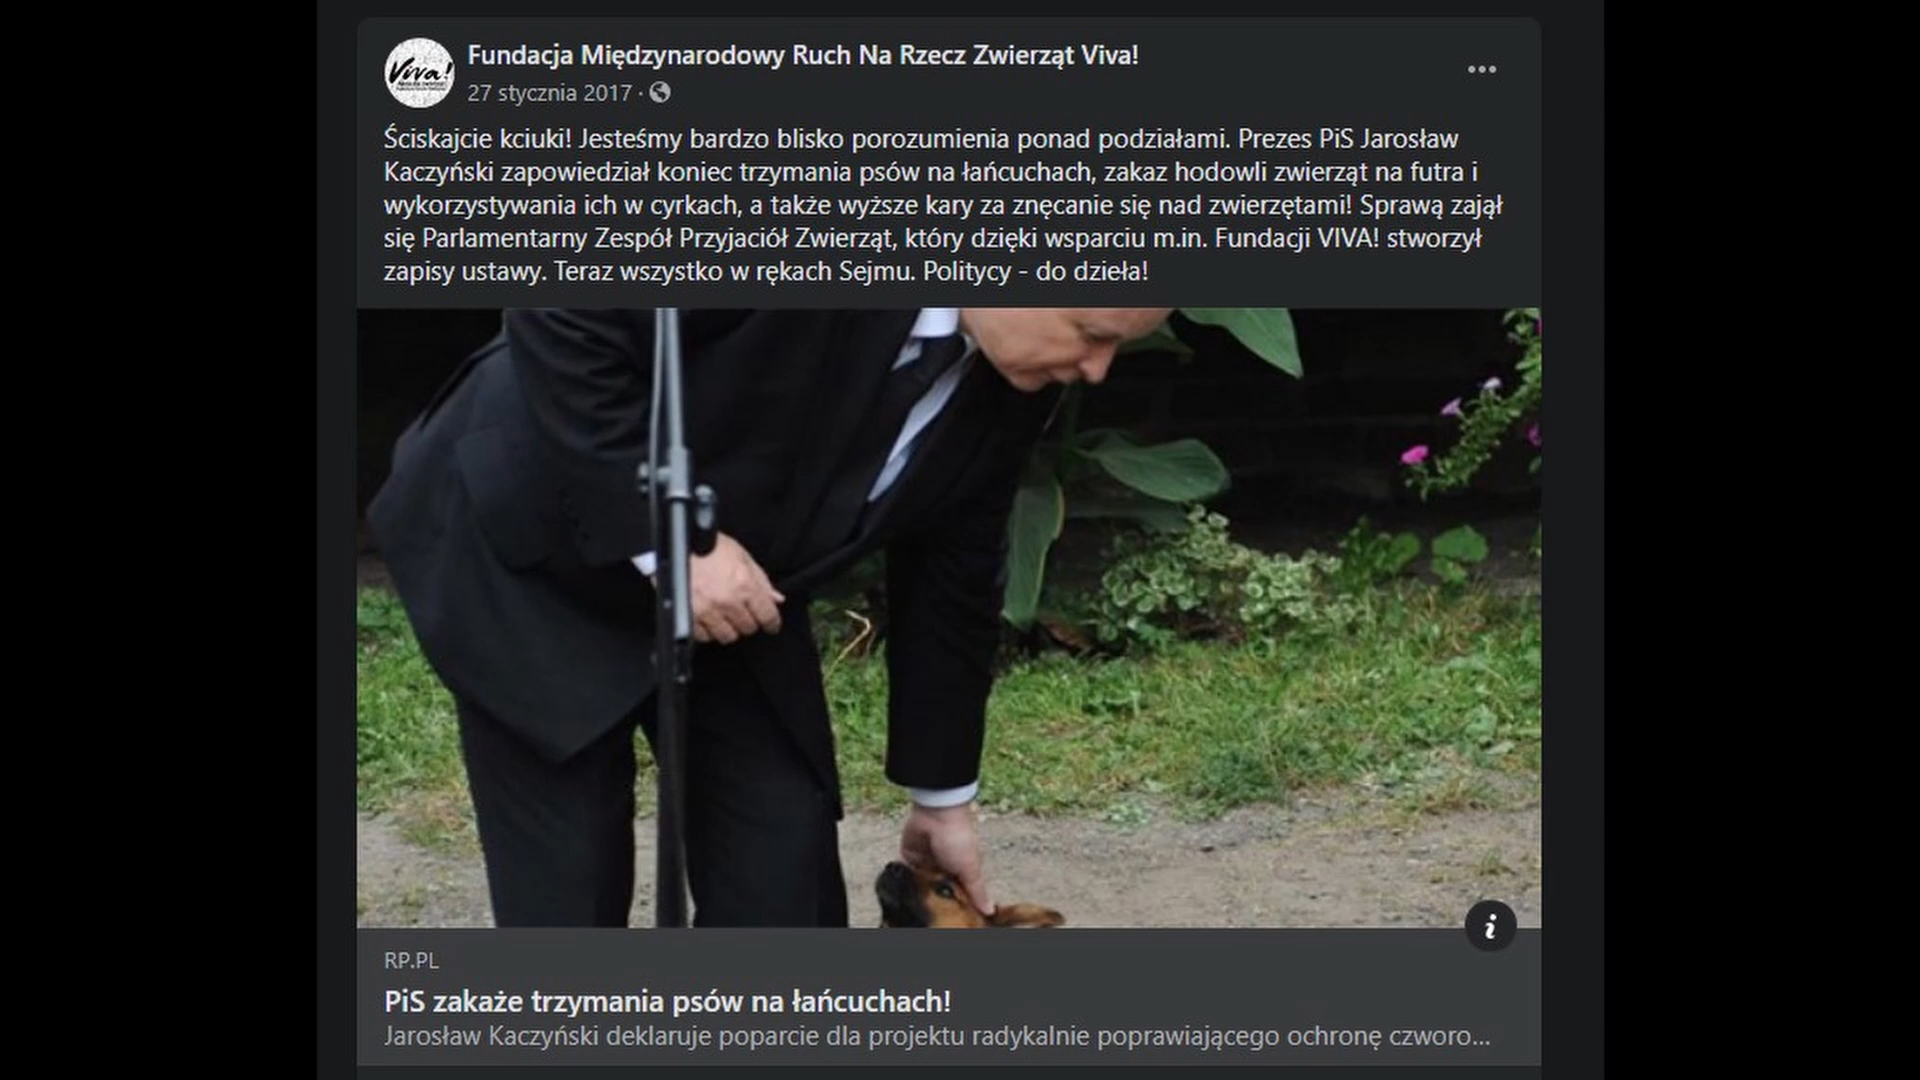 Viva!
Fundacja Międzynarodowy Ruch Na Rzecz Zwierząt Viva!
27 stycznia 2017 ·
Ściskajcie kciuki! Jesteśmy bardzo blisko porozumienia ponad podziałami. Prezes PiS Jarosław
Kaczyński zapowiedział koniec trzymania psów na łańcuchach, zakaz hodowli zwierząt na futra i
wykorzystywania ich w cyrkach, a także wyższe kary za znęcanie się nad zwierzętami! Sprawą zajął
się Parlamentarny Zespół Przyjaciół Zwierząt, który dzięki wsparciu m.in. Fundacji VIVA! stworzył
zapisy ustawy. Teraz wszystko w rękach Sejmu. Politycy - do dzieła!
RP.PL
PiS zakaże trzymania psów na łańcuchach!
Jarosław Kaczyński deklaruje poparcie dla projektu radykalnie poprawiającego ochronę czworo...